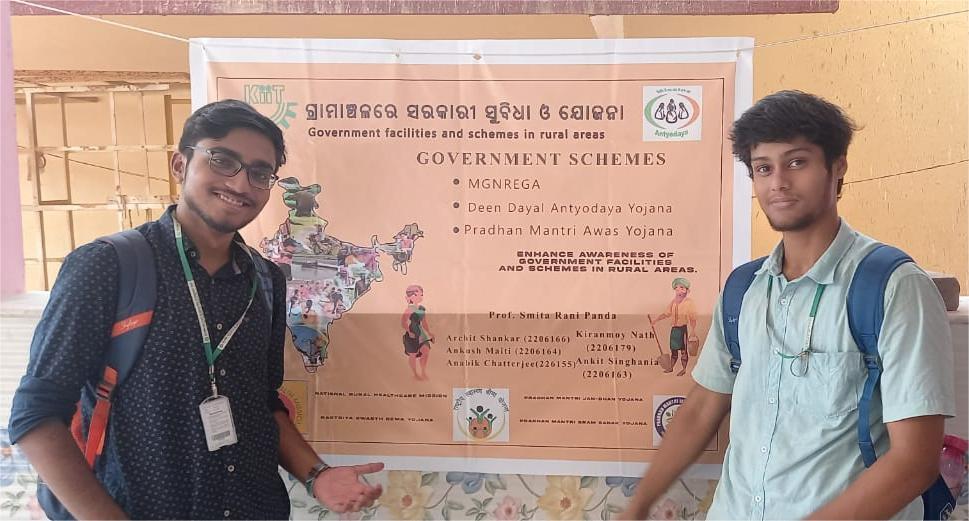 KIIT
ଗ୍ରାମାଞ୍ଚଳରେ ସରକାରୀ ସୁବିଧା ଓ ଯୋଜନା
Government facilities and schemes in rural areas
Antyodaya
GOVERNMENT SCHEMES
• MGNREGA
• Deen Dayal Antyodaya Yojana
• Pradhan Mantri Awas Yojana
ENHANCE AWARENESS OF
GOVERNMENT FACILITIES
AND SCHEMES IN RURAL AREAS.
Prof. Smita Rani Panda
Archit Shankar (2206166) Kiranmoy Nath
Ankush Maiti (2206164) (2206179)
Anabik Chatterjee(226155) Ankit Singhania
(2206163)
NATIONAL RURAL HEALTHCARE MISSION PRADHAN MANTRI JAN-DHAN YOJANA
RASTRIYA SWASTH BEMA YOJANA PRADHAN MANTRI GRAM SADAK YOJANA